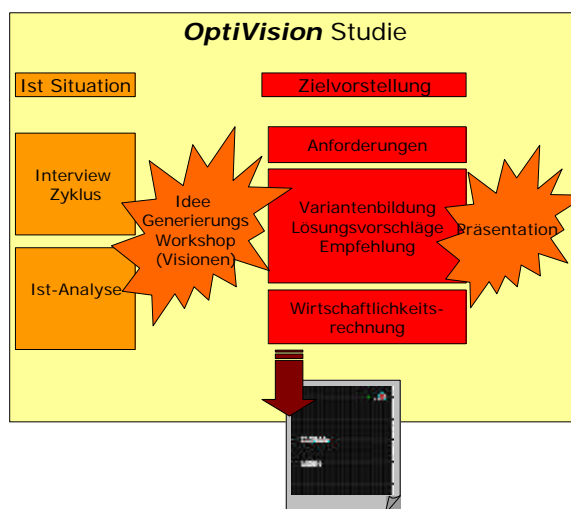 OptiVision Studie
Ist Situation
Zielvorstellung
Interview
Zyklus
Ist-Analyse
Idee
Generierungs
Workshop
(Visionen)
Anforderungen
Variantenbildung
Lösungsvorschläge
Empfehlung
Wirtschaftlichkeits-
rechnung
Präsentation